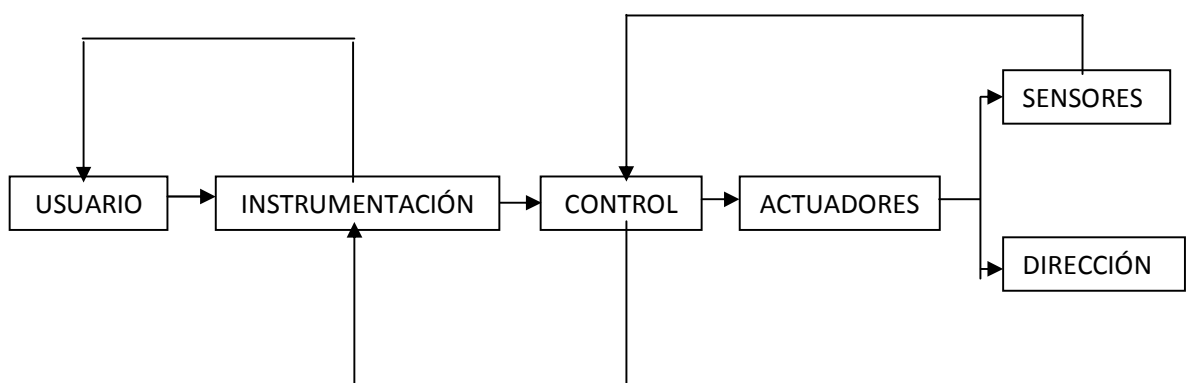 SENSORES
USUARIO
INSTRUMENTACIÓN
CONTROL
ACTUADORES
DIRECCIÓN